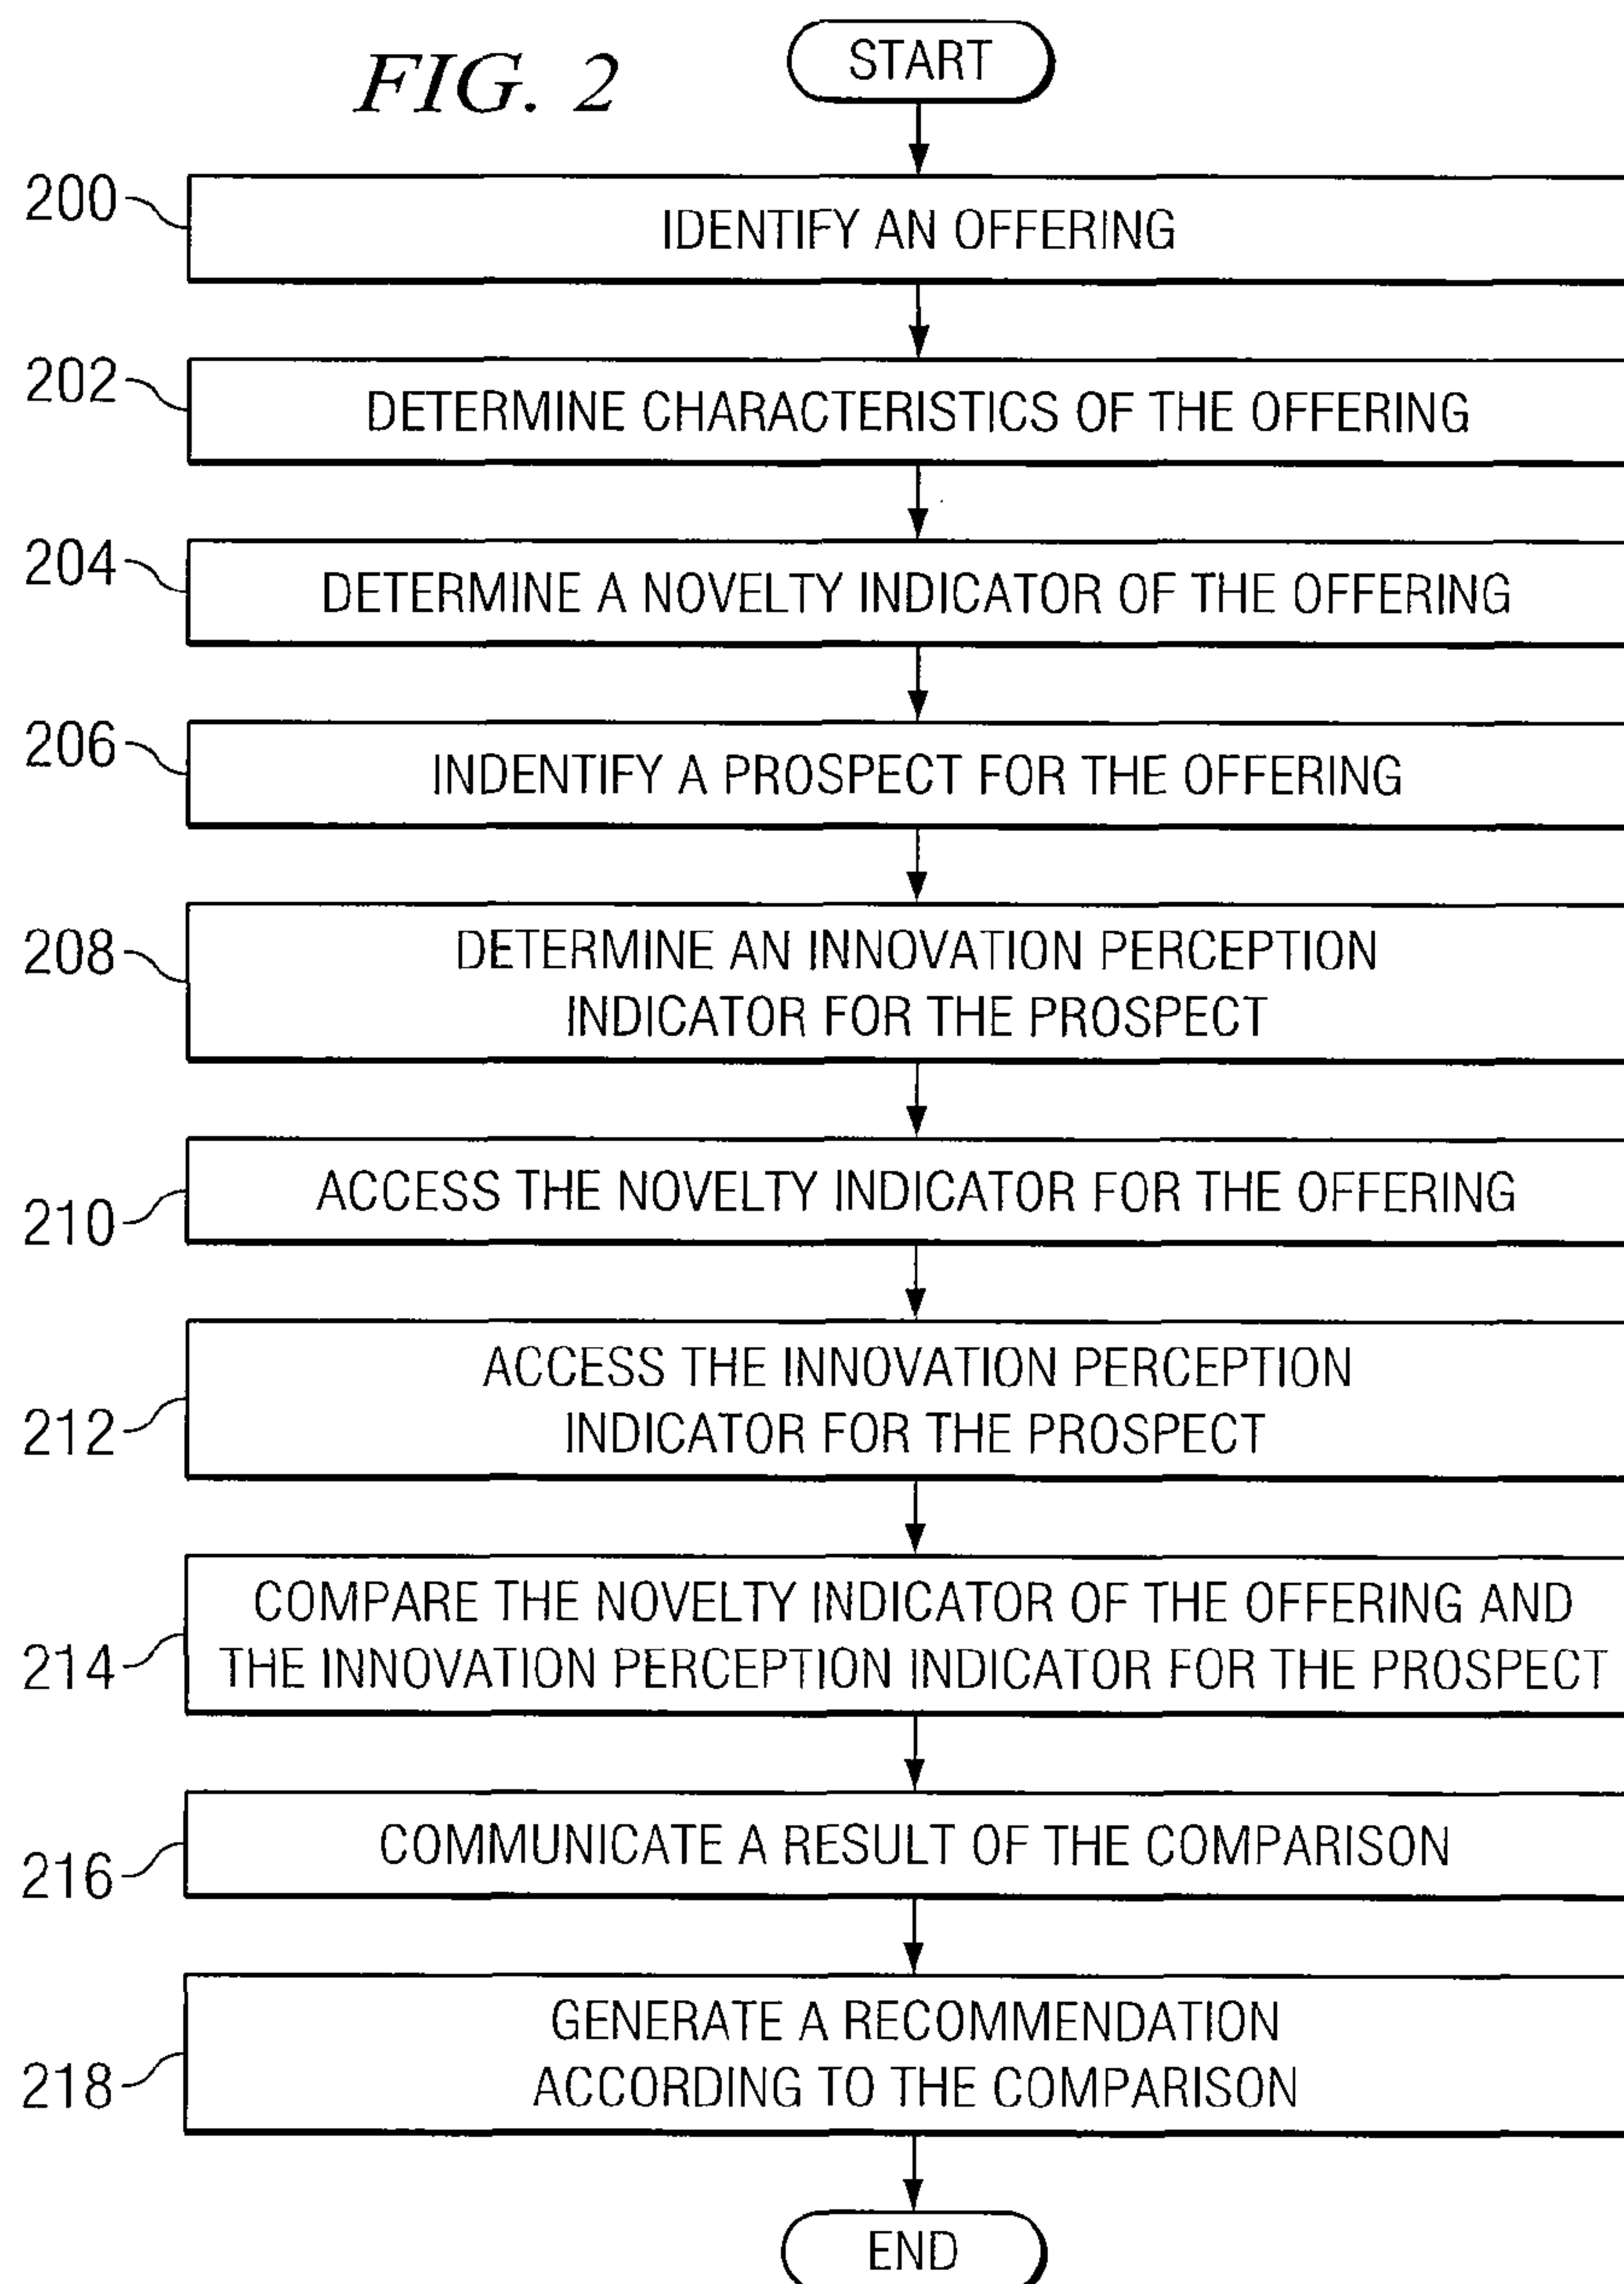 FIG. 2
START
200
IDENTIFY AN OFFERING
202
DETERMINE CHARACTERISTICS OF THE OFFERING
204
DETERMINE A NOVELTY INDICATOR OF THE OFFERING
206
INDENTIFY A PROSPECT FOR THE OFFERING
208
DETERMINE AN INNOVATION PERCEPTION
INDICATOR FOR THE PROSPECT
210
ACCESS THE NOVELTY INDICATOR FOR THE OFFERING
212
ACCESS THE INNOVATION PERCEPTION
INDICATOR FOR THE PROSPECT
214
COMPARE THE NOVELTY INDICATOR OF THE OFFERING AND
THE INNOVATION PERCEPTION INDICATOR FOR THE PROSPECT
216
COMMUNICATE A RESULT OF THE COMPARISON
218
GENERATE A RECOMMENDATION
ACCORDING TO THE COMPARISON
END